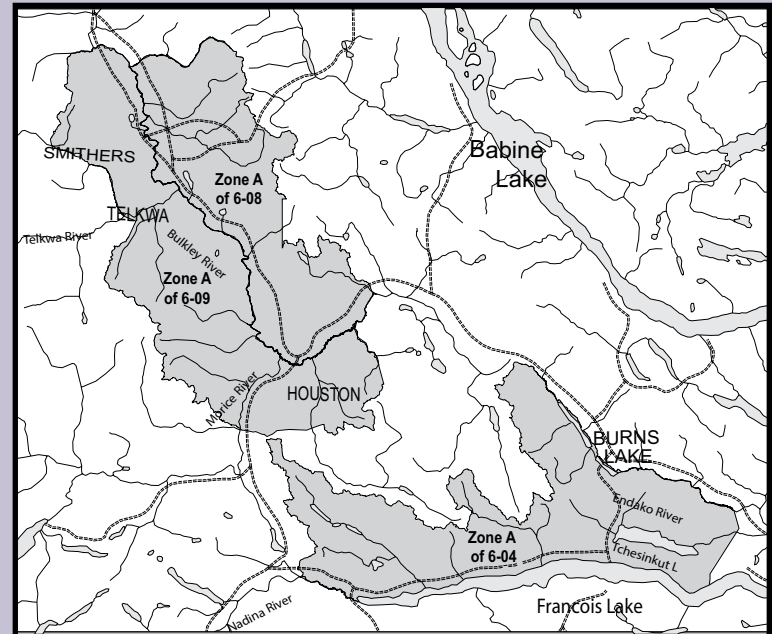 SMITHERS
Babine
Lake
Zone A
of 6-08
TELKWA
Telkwa River
Bulkley River
Zone A
of 6-09
Morice River
HOUSTON
BURNS
LAKE
Endako River
Zone A
of 6-04
Tchesinkut L
Nadina River
Francois Lake